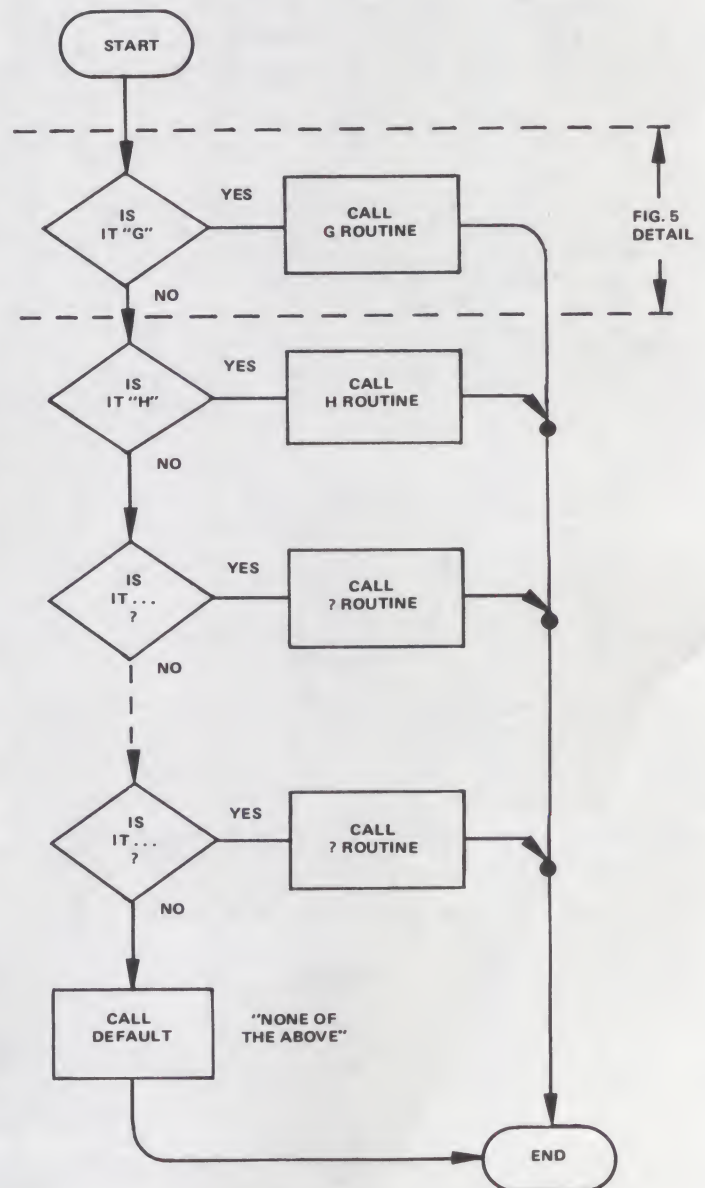 START
IS
IT "G"
YES
CALL
G ROUTINE
FIG. 5
DETAIL
NO
IS
IT "H"
YES
CALL
H ROUTINE
NO
IS
IT ...
?
YES
CALL
? ROUTINE
NO
IS
IT ...
?
YES
CALL
? ROUTINE
NO
CALL
DEFAULT
"NONE OF
THE ABOVE"
END